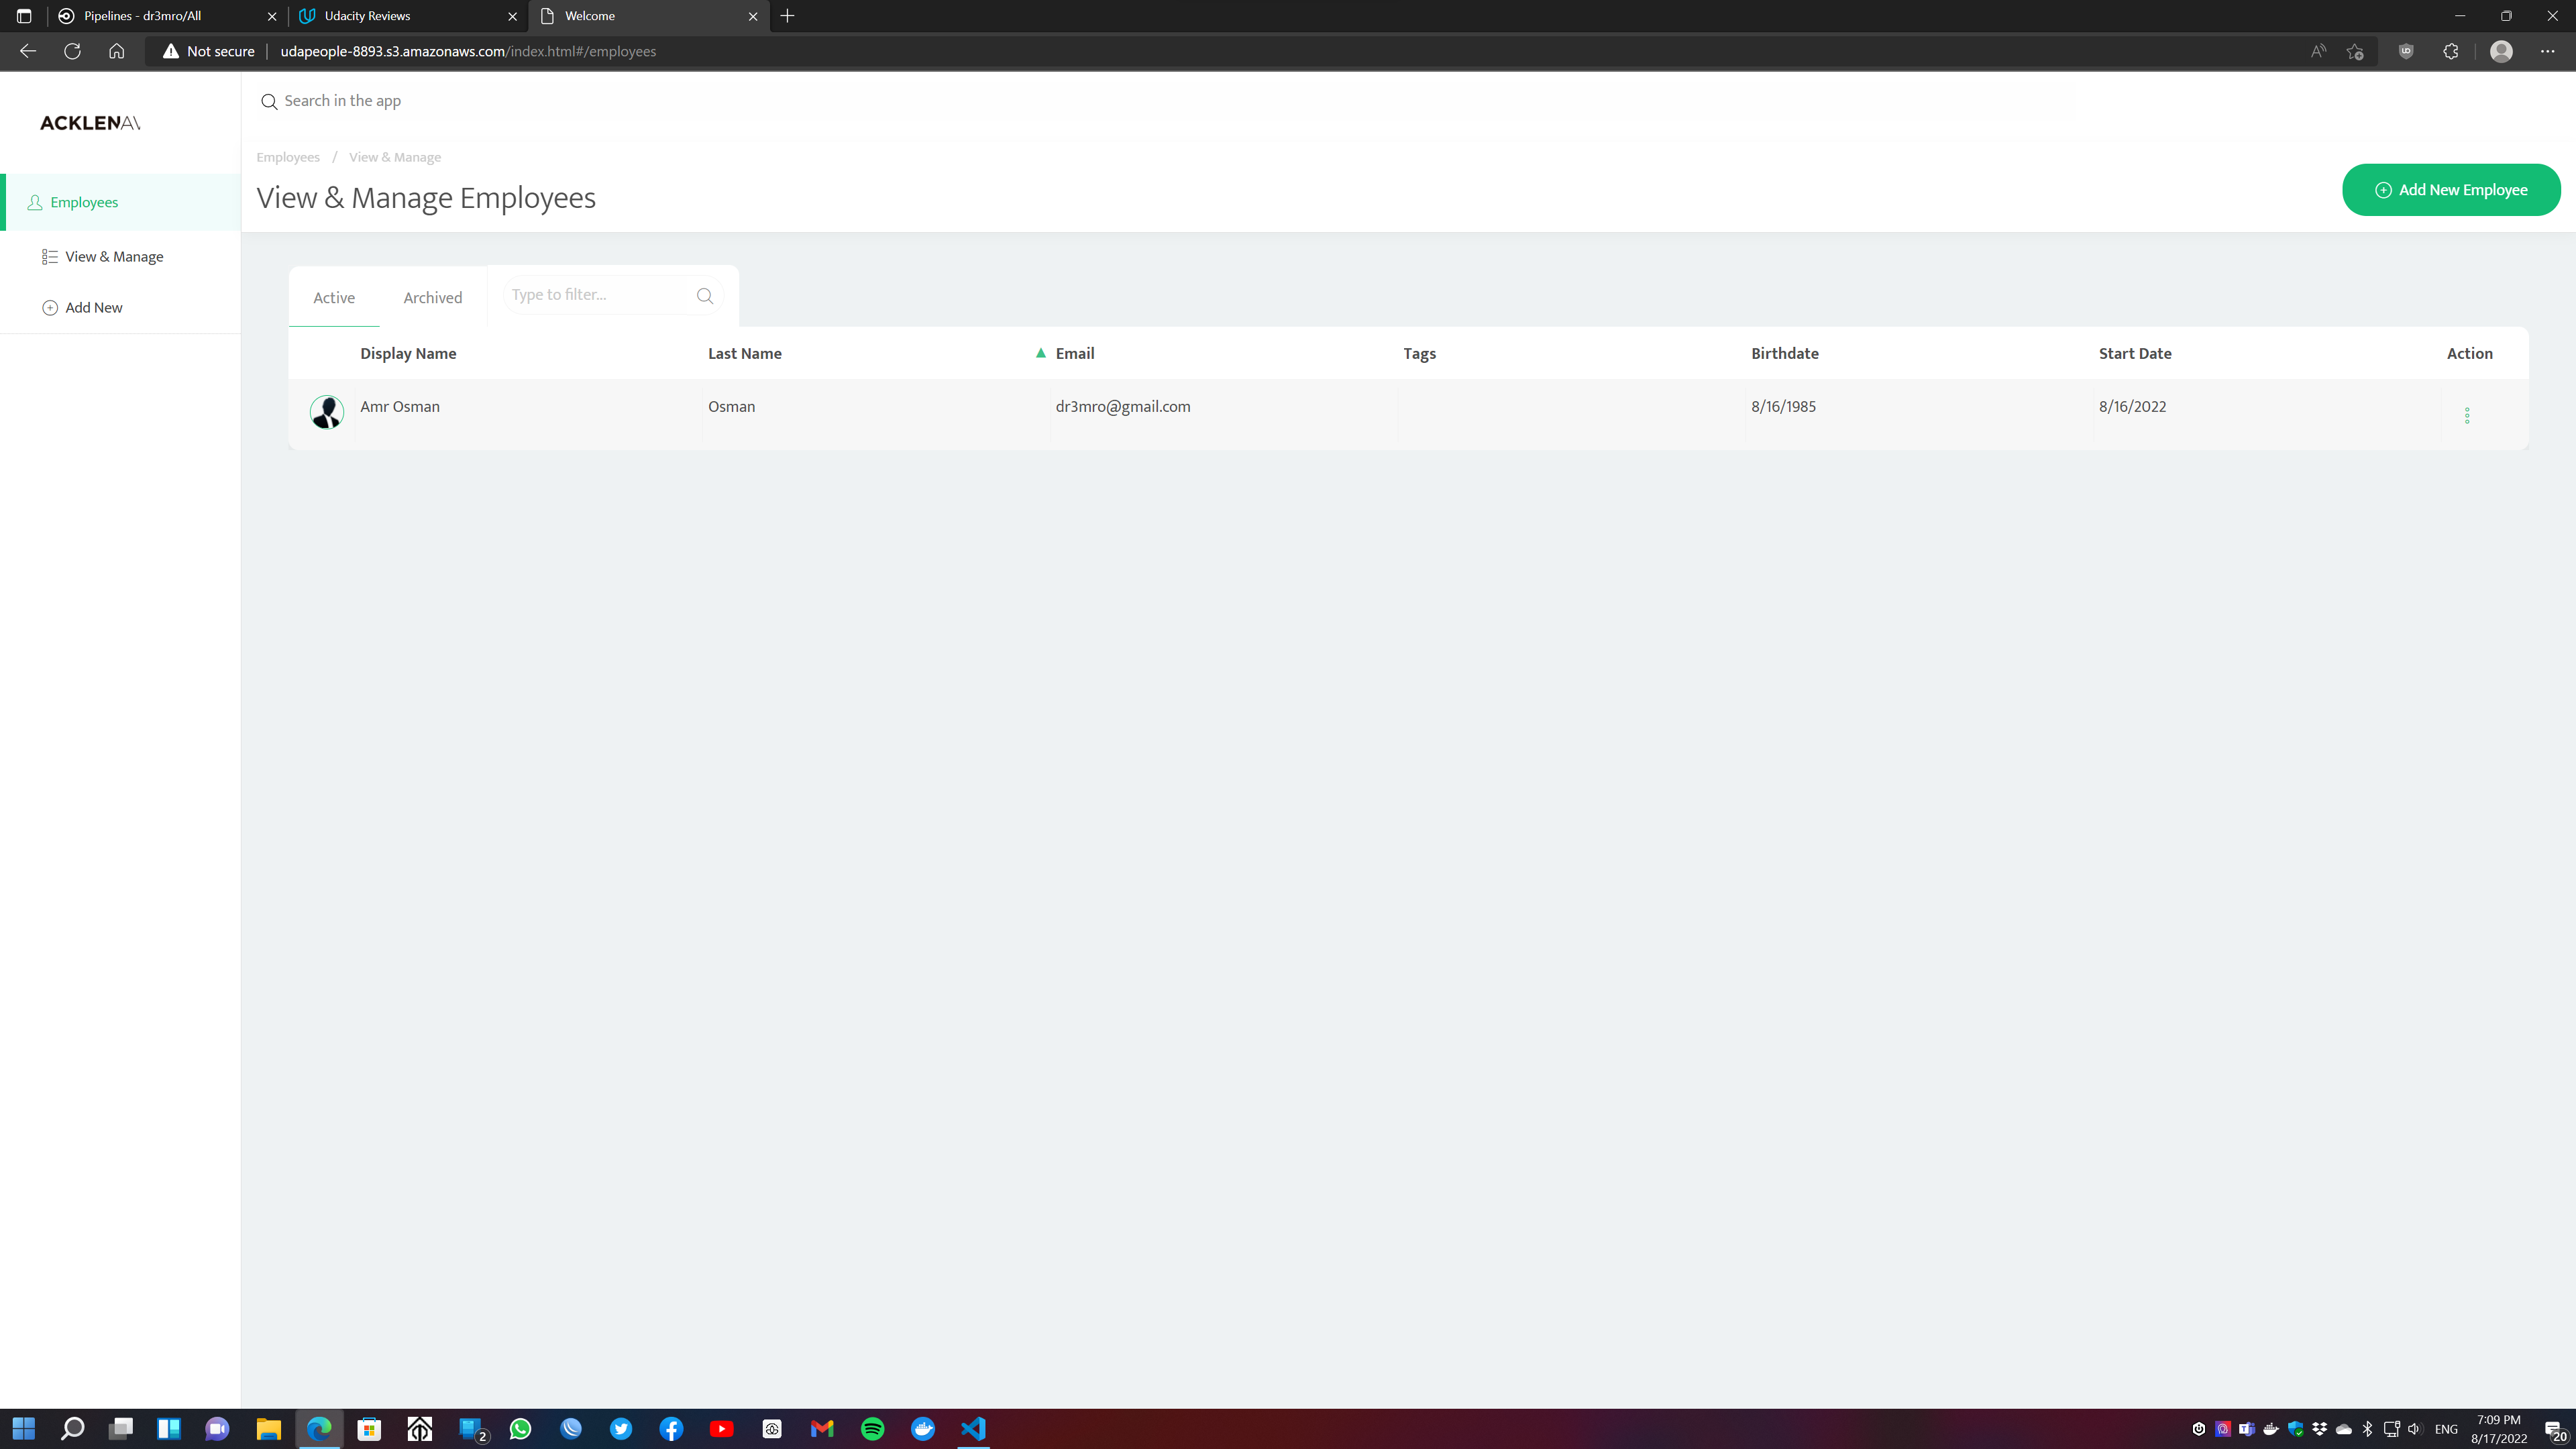 Pipelines - dr3mro/All
Udacity Reviews
Welcome
Not secure
udapeople-8893.s3.amazonaws.com/index.html#/employees
ACKLENAV
Search in the app
Employees / View & Manage
View & Manage Employees
Add New Employee
Employees
View & Manage
Add New
Active
Archived
Type to filter...
Display Name
Last Name
Email
Tags
Birthdate
Start Date
Action
Amr Osman
Osman
dr3mro@gmail.com
8/16/1985
8/16/2022
2
ENG
7:09 PM
8/17/2022
20